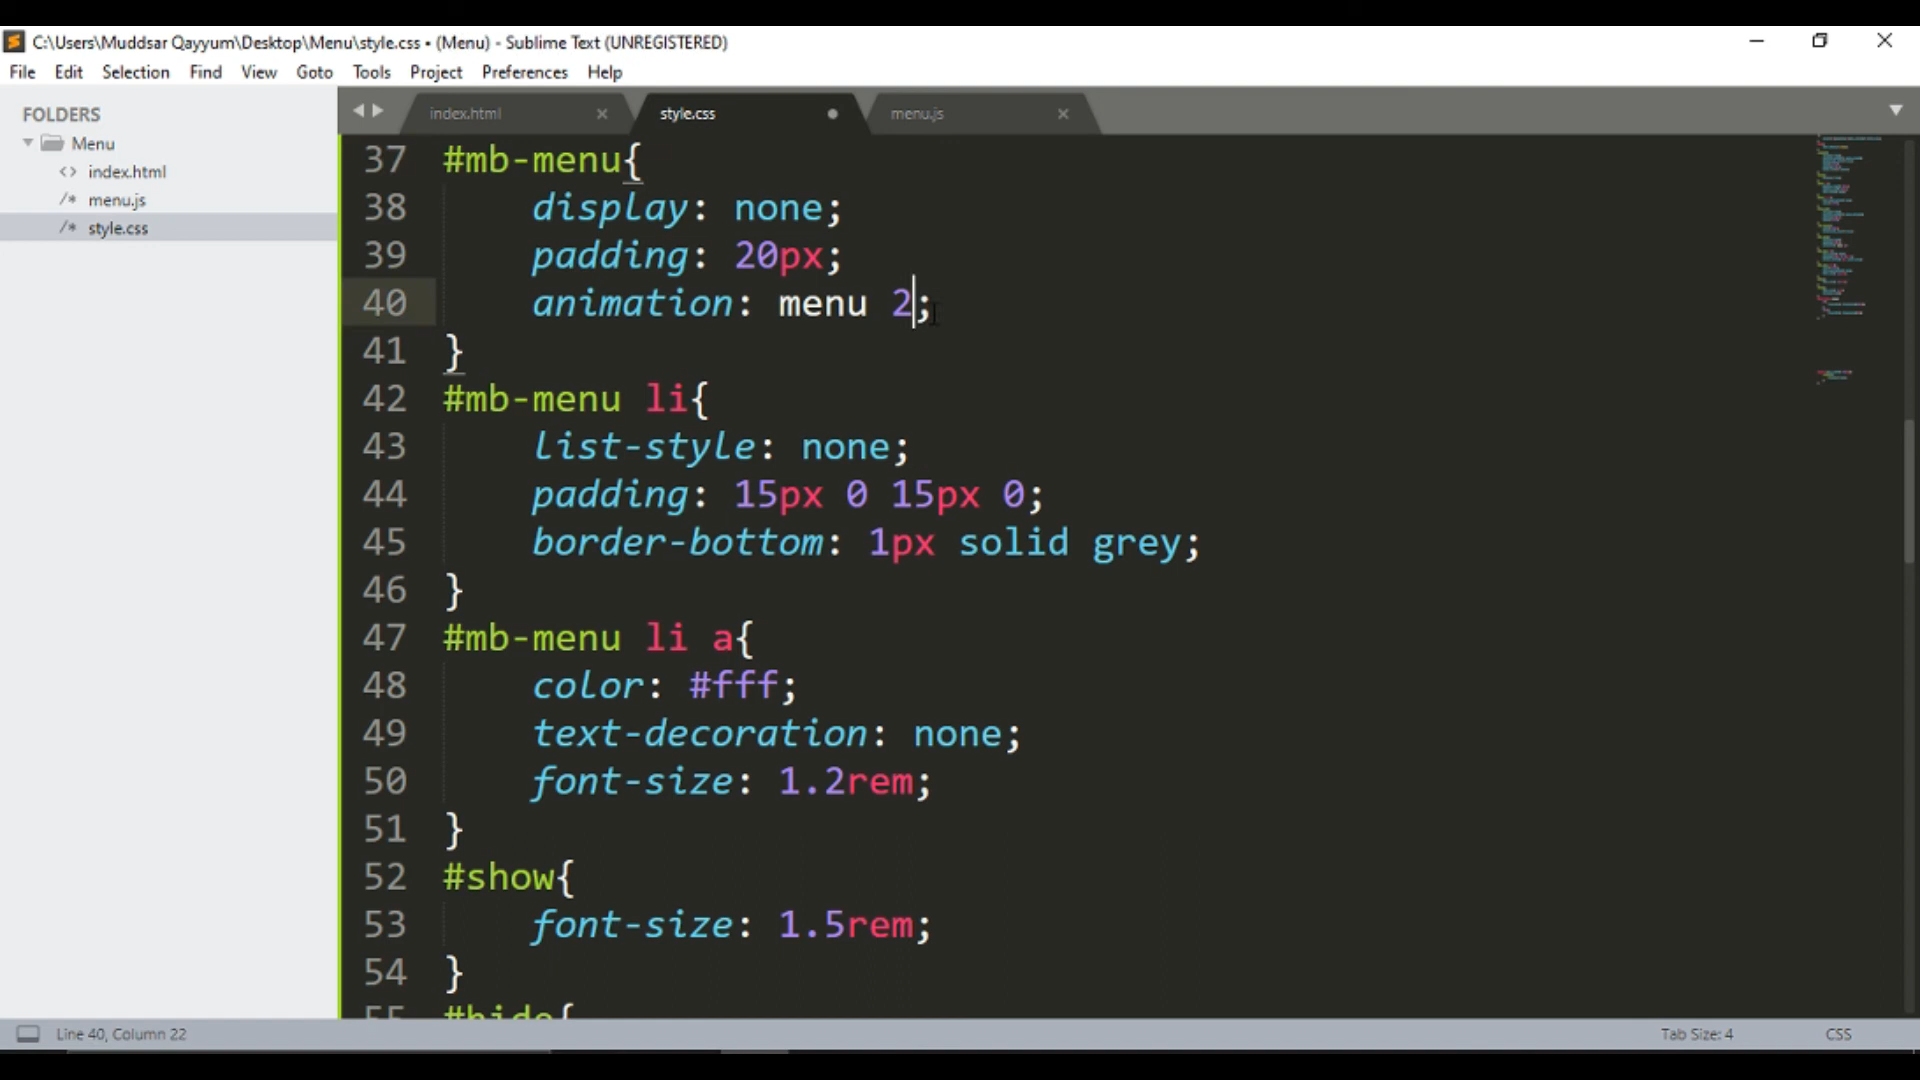 C:\Users\Muddsar Qayyum\Desktop\Menu\style.css • (Menu) - Sublime Text (UNREGISTERED)
File Edit Selection Find View Goto Tools Project Preferences Help
FOLDERS
Menu
<> index.html
/* menu.js
/* style.css
index.html × style.css menu.js ×
37 #mb-menu{
38 display: none;
39 padding: 20px;
40 animation: menu 2;
41 }
42 #mb-menu li{
43 list-style: none;
44 padding: 15px 0 15px 0;
45 border-bottom: 1px solid grey;
46 }
47 #mb-menu li a{
48 color: #fff;
49 text-decoration: none;
50 font-size: 1.2rem;
51 }
52 #show{
53 font-size: 1.5rem;
54 }
55 #hide{
Line 40, Column 22 Tab Size: 4 CSS